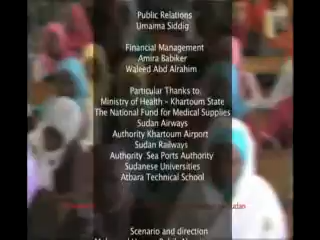 Public Relations
Umaima Siddig
Financial Management
Amira Babiker
Waleed Abd Alrahim
Particular Thanks to.
Ministry of Health - Khartoum State
The National Fund for Medical Supplies
Sudan Airways
Authority Khartoum Airport
Sudan Railways
Authority Sea Ports Authority
Sudanese Universities
Atbara Technical School
Sudan
Scenario and direction